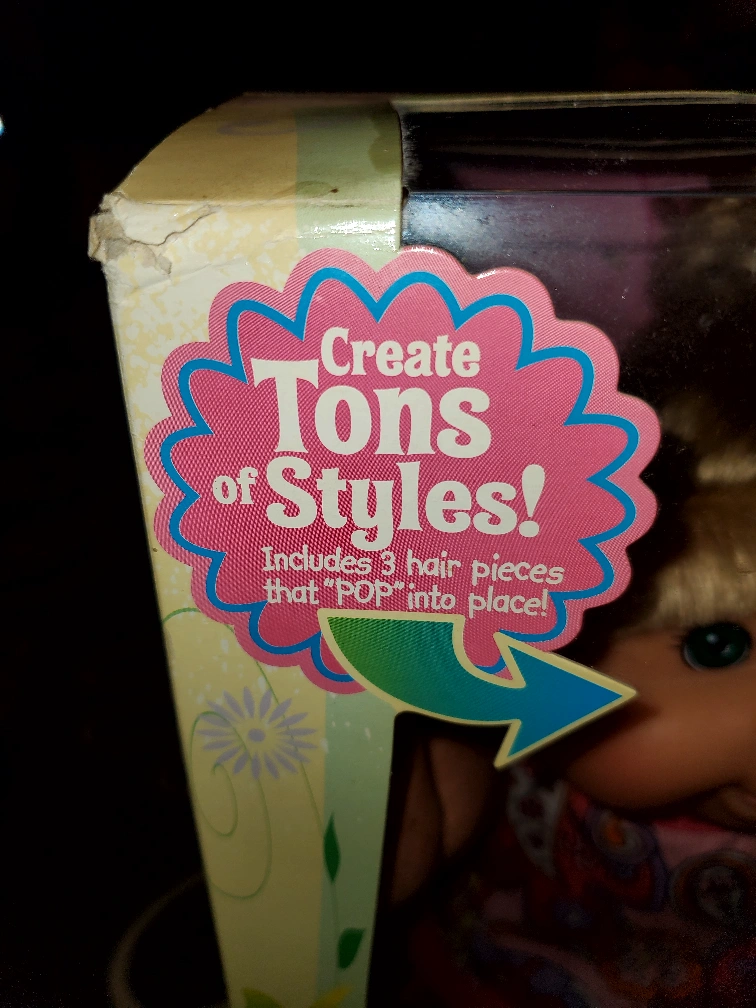 Create
Tons
of Styles!
Includes 3 hair pieces
that "POP" into place!